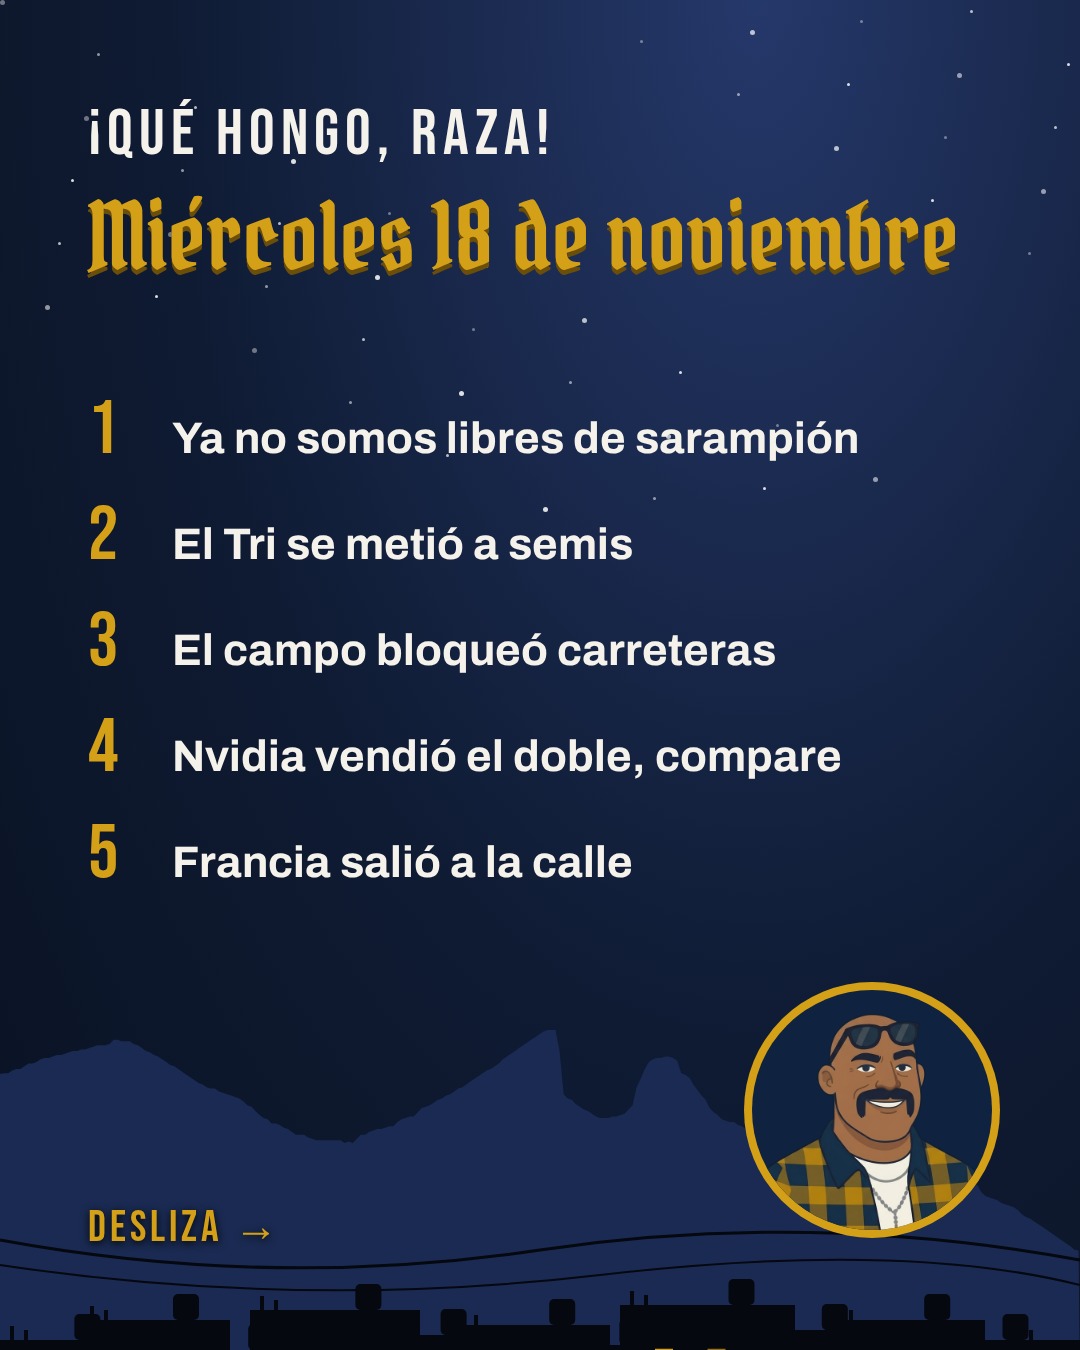 ¡QUÉ HONGO, RAZA!
Miércoles 18 de noviembre
1 Ya no somos libres de sarampión
2 El Tri se metió a semis
3 El campo bloqueó carreteras
4 Nvidia vendió el doble, compare
5 Francia salió a la calle
DESLIZA →